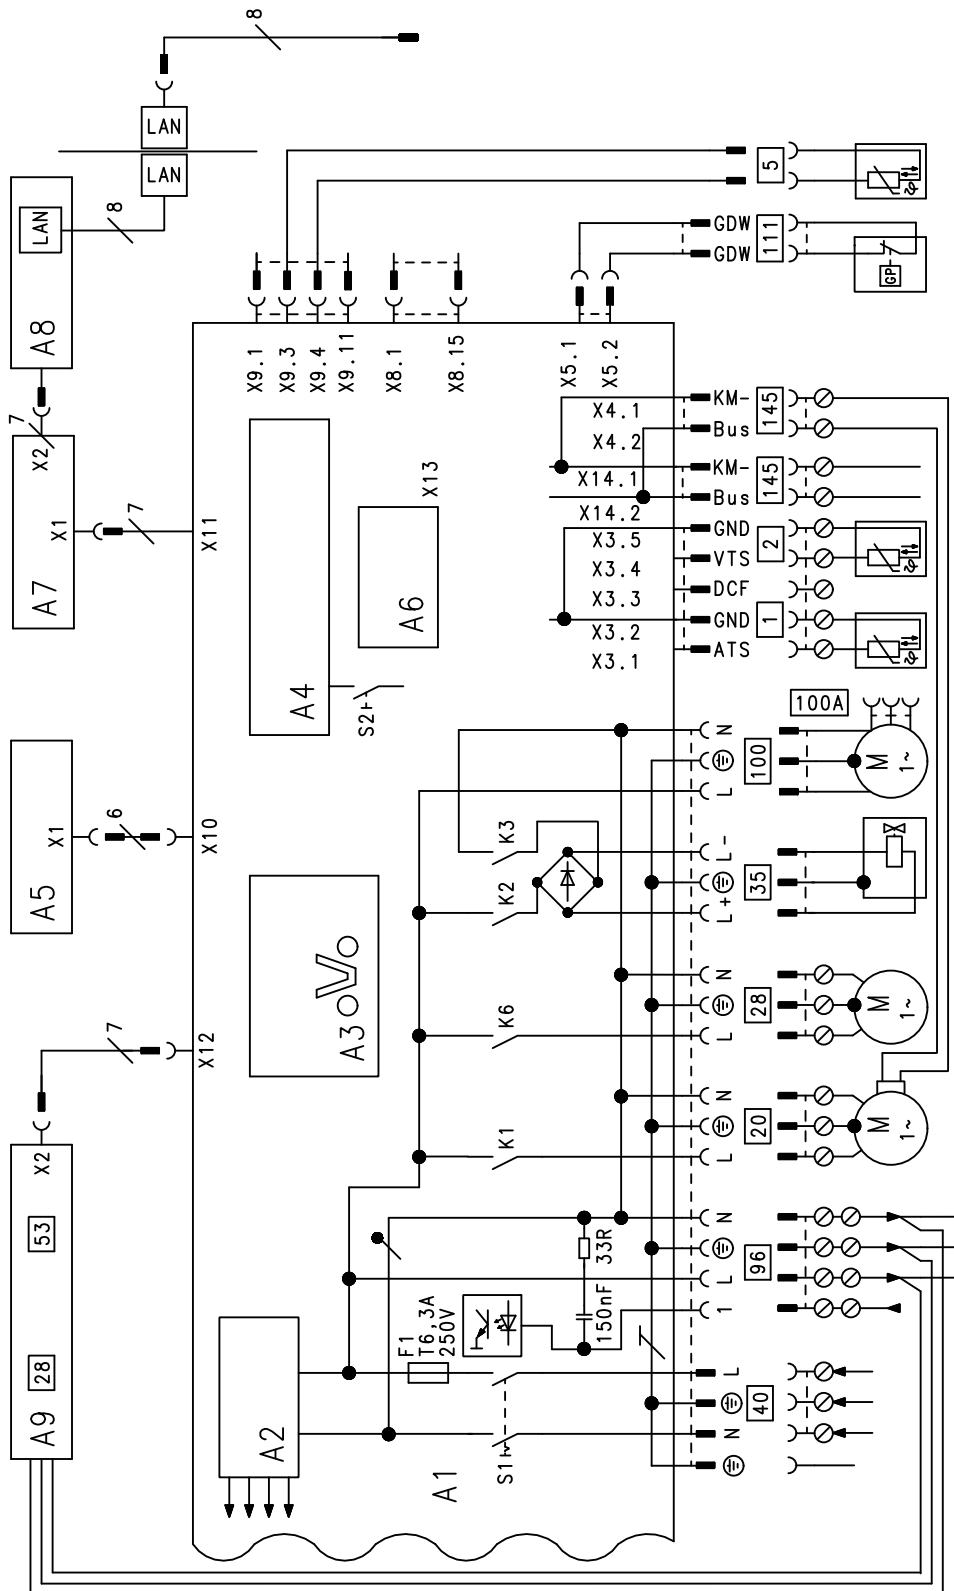 8
LAN
LAN
LAN
8
A8
5
GDW
GDW
111
GP
X9.1
X9.3
X9.4
X9.11
X8.1
X8.15
X5.1
X5.2
7
X2
X1
7
X11
A7
X13
A6
A4
S2
X4.1
X4.2
X14.1
X14.2
X3.5
X3.4
X3.3
X3.2
X3.1
KM-
Bus
145
KM-
Bus
145
GND
VTS
2
DCF
GND
ATS
1
100A
N
L
100
M
1~
X1
6
X10
A5
K3
K2
L-
L+
35
A3
K6
N
L
28
M
1~
7
X12
X2
K1
N
L
20
M
1~
53
28
A9
33R
150nF
N
L
1
96
F1
T6,3A
250V
A2
S1
A1
L
N
40